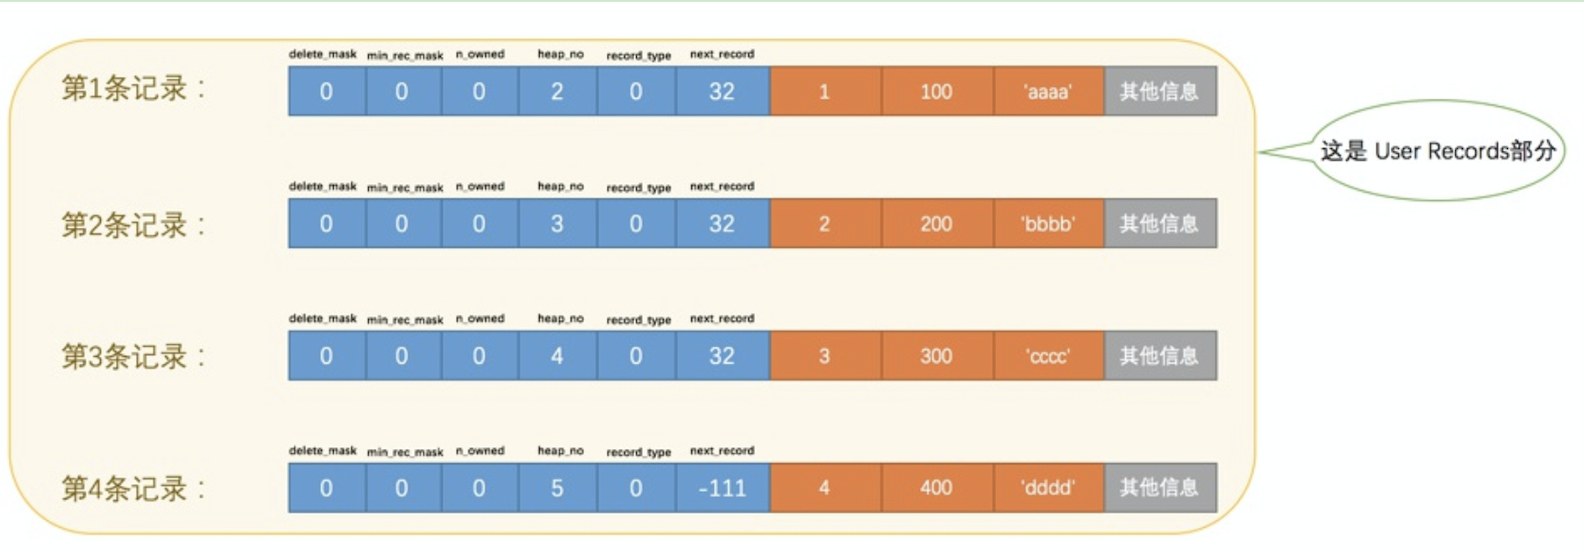 delete_mask min_rec_mask n_owned heap_no record_type next_record
第1条记录： 0 0 0 2 0 32 1 100 'aaaa' 其他信息
这是 User Records部分
delete_mask min_rec_mask n_owned heap_no record_type next_record
第2条记录： 0 0 0 3 0 32 2 200 'bbbb' 其他信息
delete_mask min_rec_mask n_owned heap_no record_type next_record
第3条记录： 0 0 0 4 0 32 3 300 'cccc' 其他信息
delete_mask min_rec_mask n_owned heap_no record_type next_record
第4条记录： 0 0 0 5 0 -111 4 400 'dddd' 其他信息